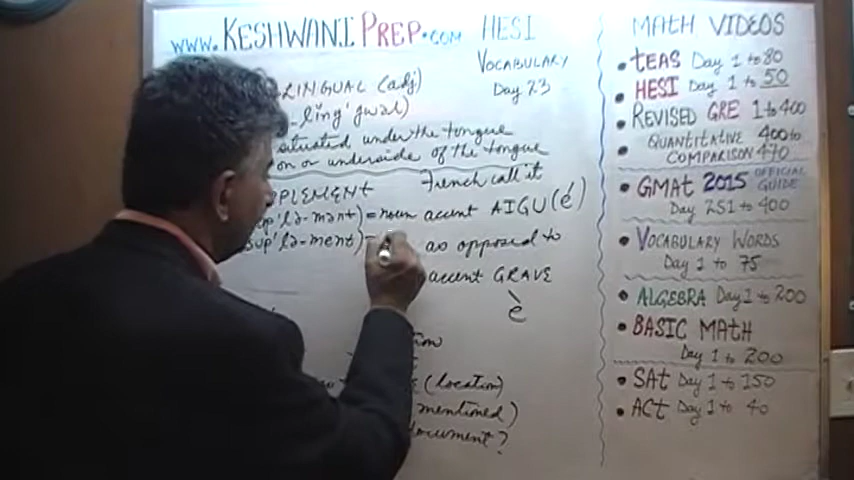 www.KESHWANIPREP.com HESI
VOCABULARY
Day 23
LINGUAL (adj)
ling'gwəl)
situated under the tongue
on or underside of the tongue
French call it
PLEMENT
sup'lə-mənt) = noun accent AIGU (é)
sup'lə-ment) = as opposed to
accent GRAVE
è
(location)
mentioned)
document?
MATH VIDEOS
• TEAS Day 1 to 80
• HESI Day 1 to 50
• REVISED GRE 1 to 400
• QUANTITATIVE 400 to
COMPARISON 470
• GMAT 2015 OFFICIAL GUIDE
Day 251 to 400
• VOCABULARY WORDS
Day 1 to 75
• ALGEBRA Day 1 to 200
• BASIC MATH
Day 1 to 200
• SAT Day 1 to 150
• ACT Day 1 to 40